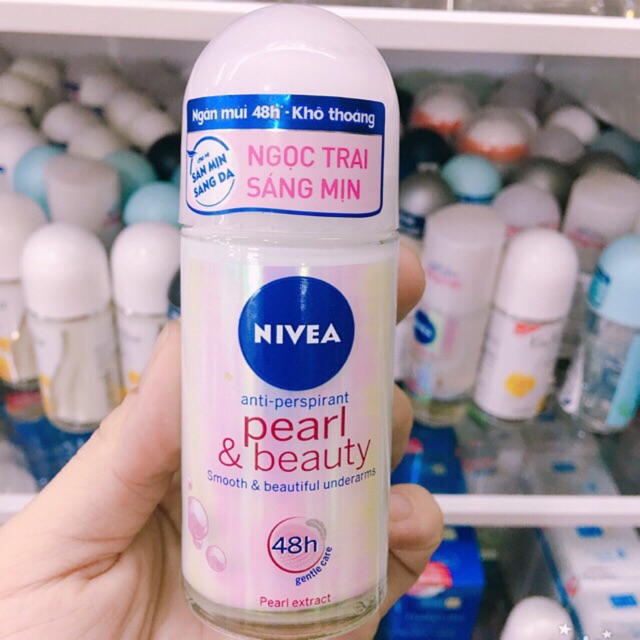 Ngăn mùi 48h - Khô thoáng
SĂN MỊN
SÁNG DA
NGỌC TRAI
SÁNG MỊN
NIVEA
anti-perspirant
pearl
& beauty
Smooth & beautiful underarms
48h
gentle care
Pearl extract